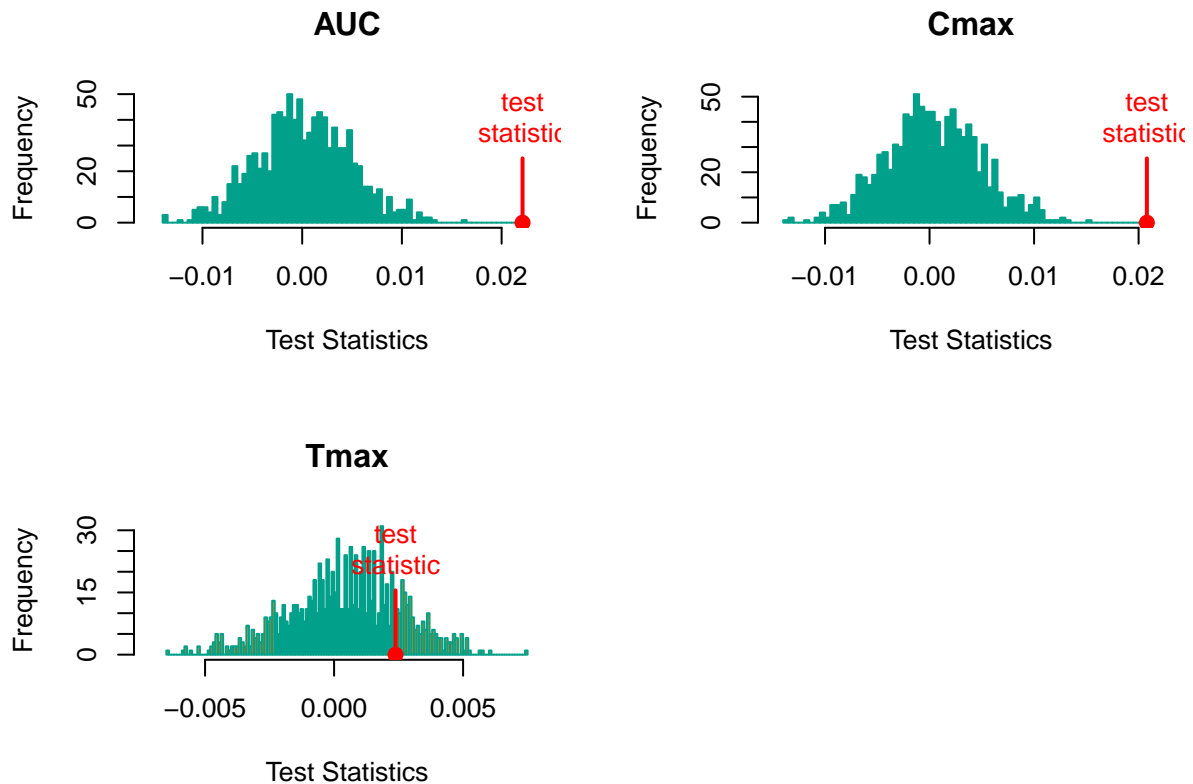 AUC
Frequency
0
20
50
test
statistic
−0.01
0.00
0.01
0.02
Test Statistics
Cmax
Frequency
0
20
50
test
statistic
−0.01
0.00
0.01
0.02
Test Statistics
Tmax
Frequency
0
15
30
test
statistic
−0.005
0.000
0.005
Test Statistics